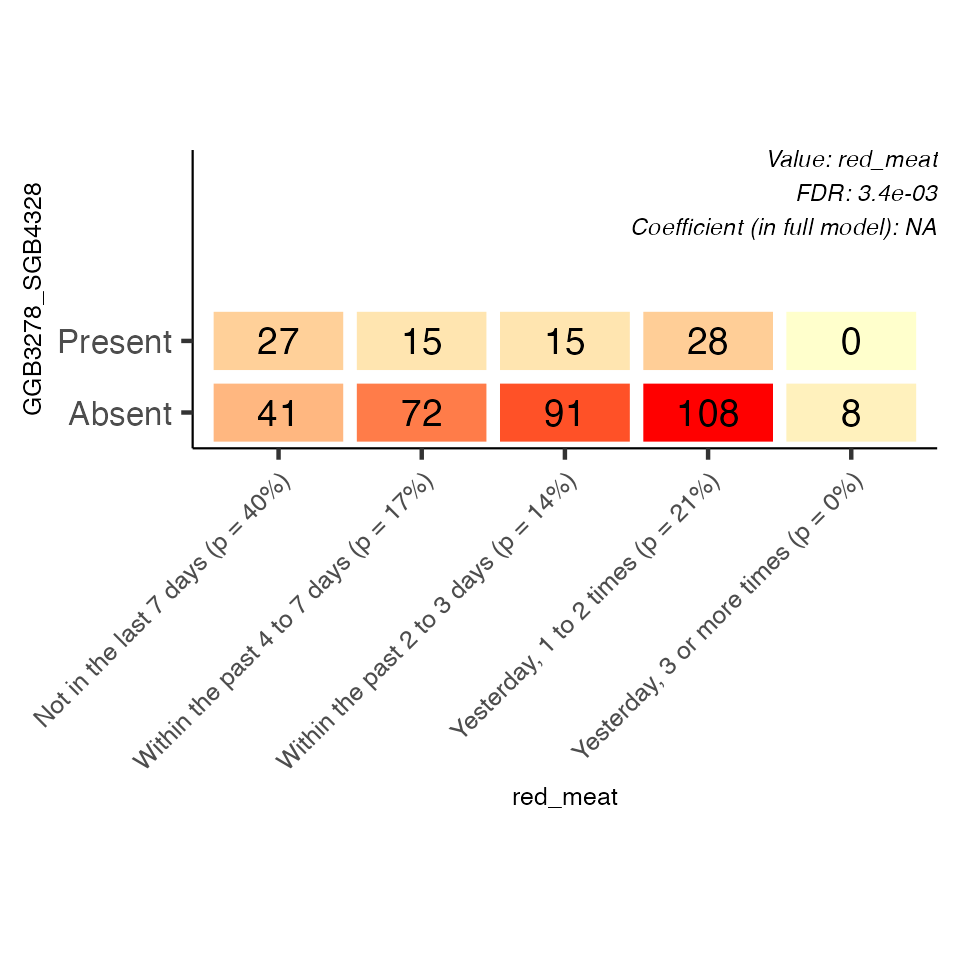 Value: red_meat
FDR: 3.4e-03
Coefficient (in full model): NA
GGB3278_SGB4328
Present 27 15 15 28 0
Absent 41 72 91 108 8
Not in the last 7 days (p = 40%)
Within the past 4 to 7 days (p = 17%)
Within the past 2 to 3 days (p = 14%)
Yesterday, 1 to 2 times (p = 21%)
Yesterday, 3 or more times (p = 0%)
red_meat